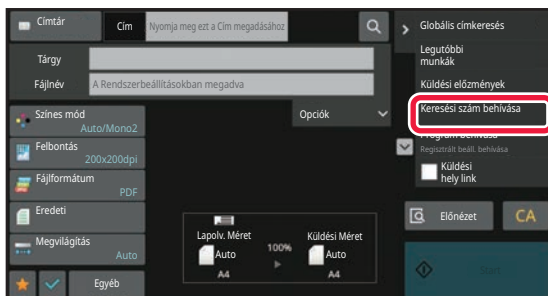 Címtár
Cím
Nyomja meg ezt a Cím megadásához
Tárgy
Fájlnév
A Rendszerbeállításokban megadva
Színes mód
Auto/Mono2
Felbontás
200x200dpi
Fájlformátum
PDF
Eredeti
Megvilágítás
Auto
Egyéb
Opciók
Lapolv. Méret
Auto
A4
100%
Küldési Méret
Auto
A4
Globális címkeresés
Legutóbbi
munkák
Küldési előzmények
Keresési szám behívása
Program behívása
Regisztrált beáll. behívása
Küldési
hely link
Előnézet
CA
Start